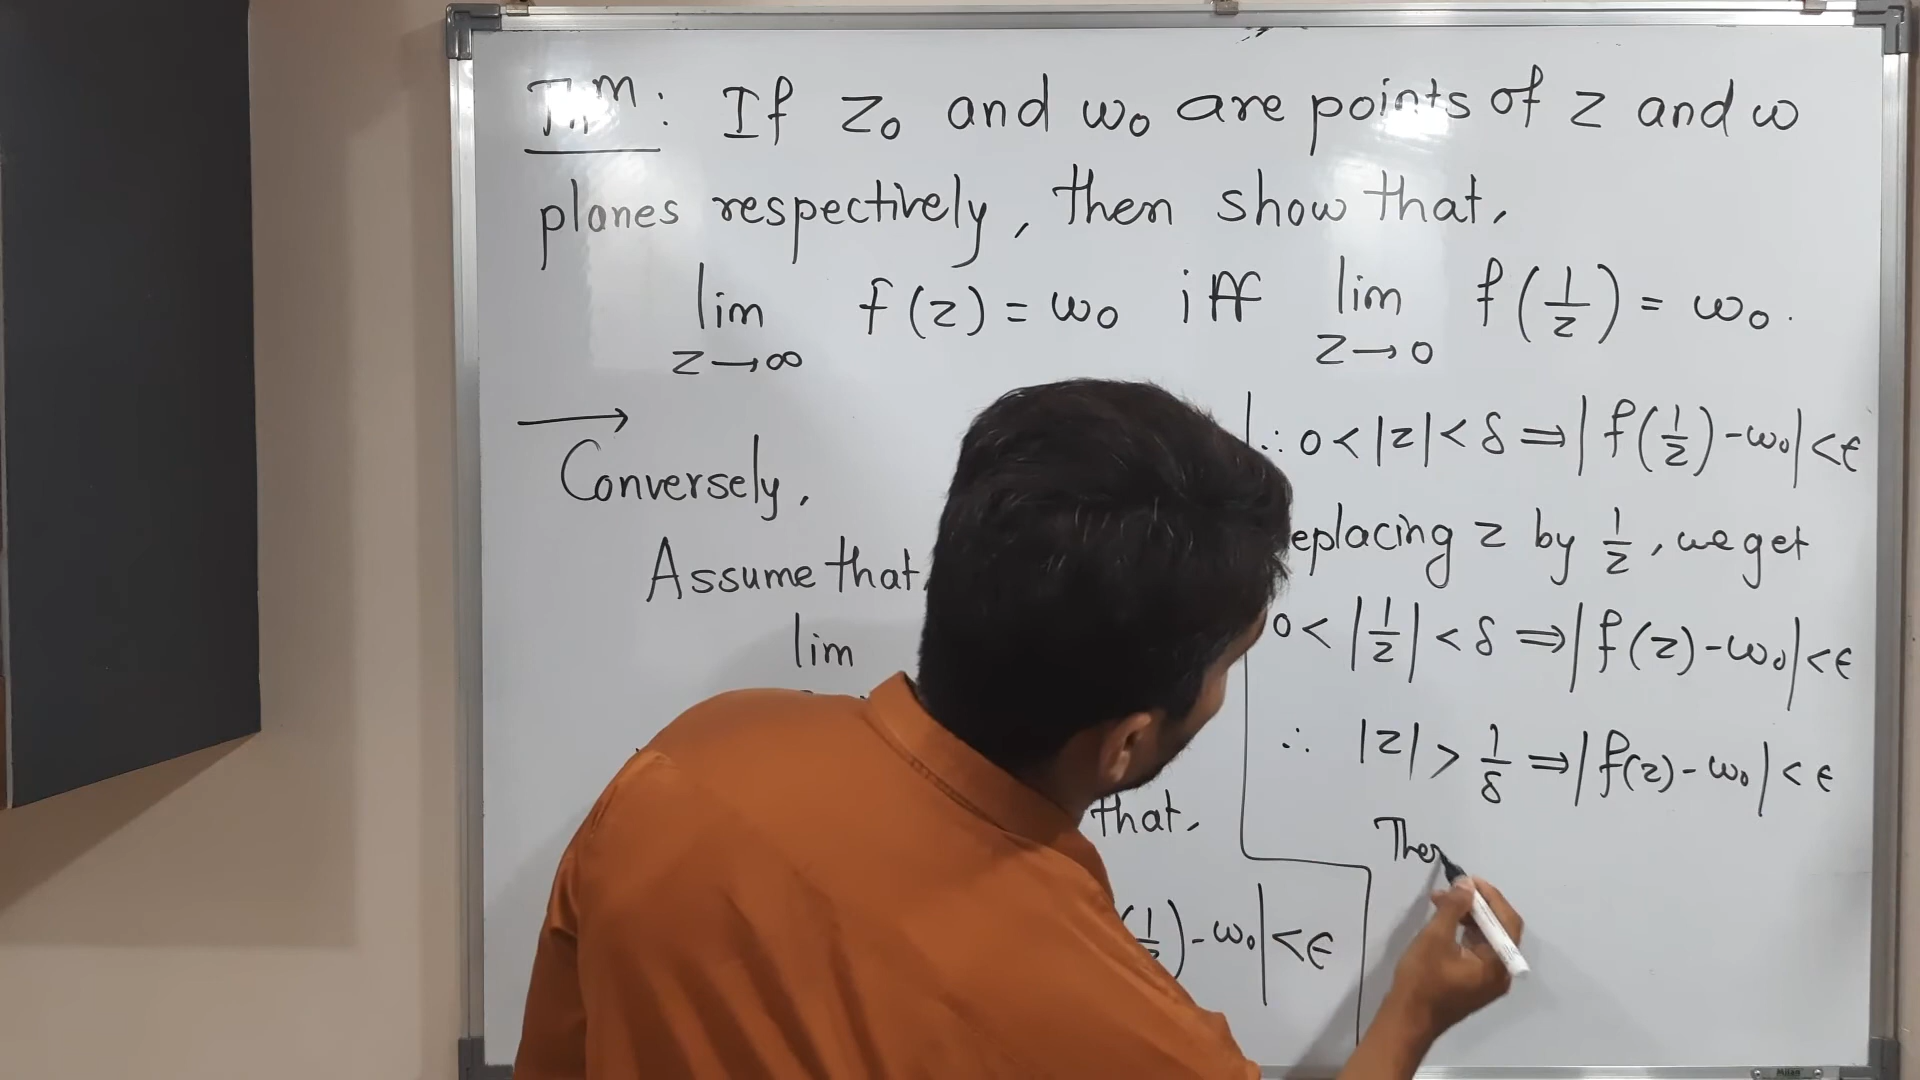 Thm: If z₀ and w₀ are points of z and w
planes respectively, then show that,
lim f(z) = w₀ iff lim f(1/z) = w₀.
z→∞ z→0
→
Conversely,
Assume that,
lim
that,
(1/z) - w₀| < ϵ
∴ 0 < |z| < δ ⇒ |f(1/z) - w₀| < ϵ
eplacing z by 1/z, we get
0 < |1/z| < δ ⇒ |f(z) - w₀| < ϵ
∴ |z| > 1/δ ⇒ |f(z) - w₀| < ϵ
Ther